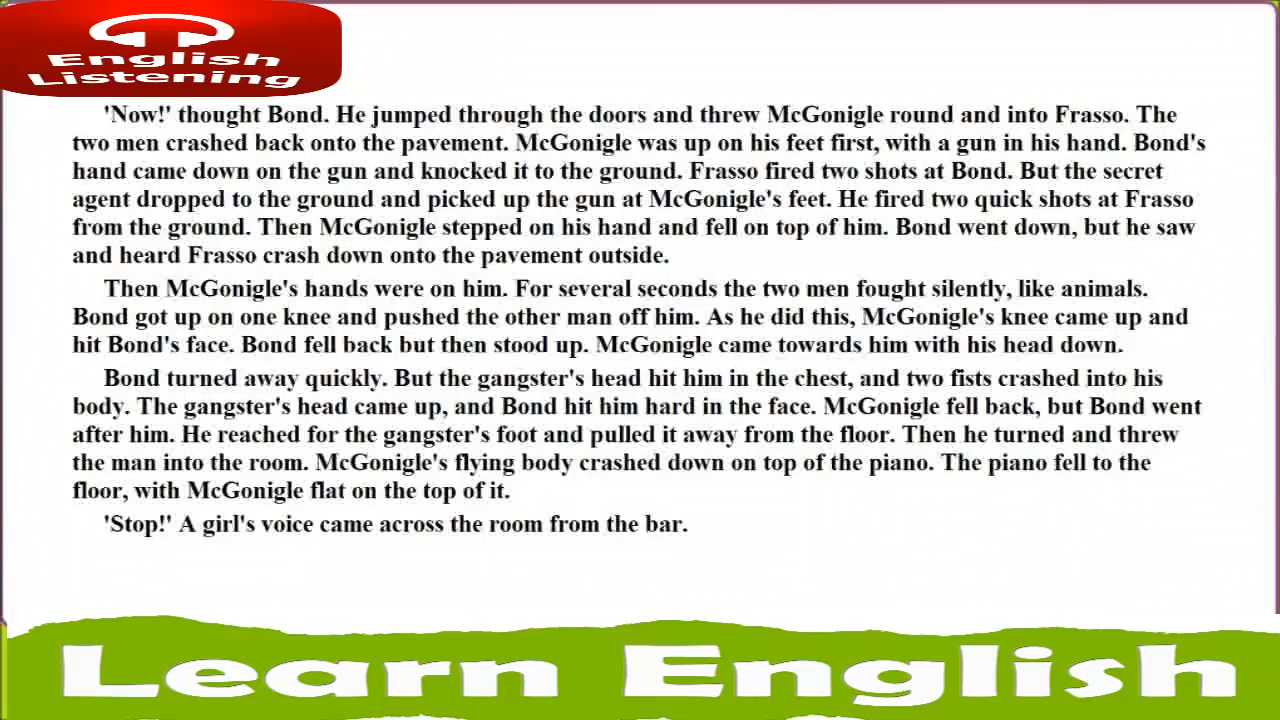 English
Listening
'Now!' thought Bond. He jumped through the doors and threw McGonigle round and into Frasso. The
two men crashed back onto the pavement. McGonigle was up on his feet first, with a gun in his hand. Bond's
hand came down on the gun and knocked it to the ground. Frasso fired two shots at Bond. But the secret
agent dropped to the ground and picked up the gun at McGonigle's feet. He fired two quick shots at Frasso
from the ground. Then McGonigle stepped on his hand and fell on top of him. Bond went down, but he saw
and heard Frasso crash down onto the pavement outside.
Then McGonigle's hands were on him. For several seconds the two men fought silently, like animals.
Bond got up on one knee and pushed the other man off him. As he did this, McGonigle's knee came up and
hit Bond's face. Bond fell back but then stood up. McGonigle came towards him with his head down.
Bond turned away quickly. But the gangster's head hit him in the chest, and two fists crashed into his
body. The gangster's head came up, and Bond hit him hard in the face. McGonigle fell back, but Bond went
after him. He reached for the gangster's foot and pulled it away from the floor. Then he turned and threw
the man into the room. McGonigle's flying body crashed down on top of the piano. The piano fell to the
floor, with McGonigle flat on the top of it.
'Stop!' A girl's voice came across the room from the bar.
Learn English